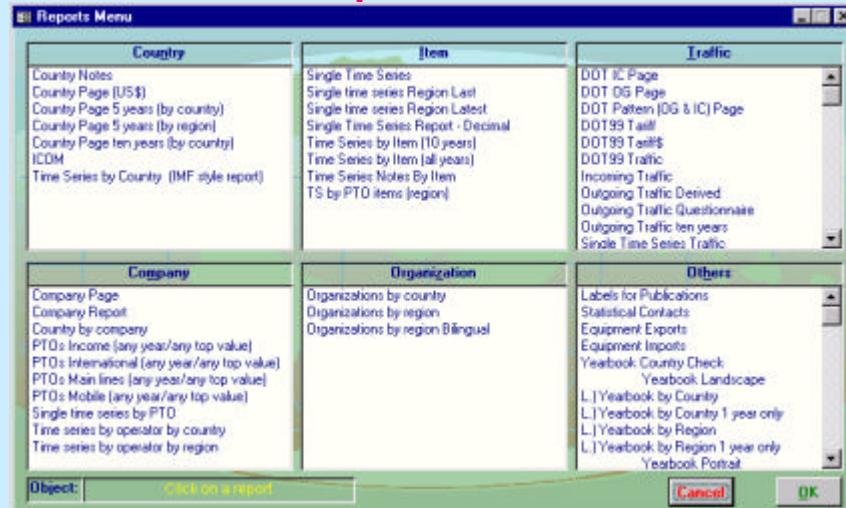 Reports Menu
Country
Country Notes
Country Page (US$)
Country Page 5 years (by country)
Country Page 5 years (by region)
Country Page ten years (by country)
ICOM
Time Series by Country (IMF style report)
Item
Single Time Series
Single time series Region Last
Single time series Region Latest
Single Time Series Report - Decimal
Time Series by Item (10 years)
Time Series by Item (all years)
Time Series Notes By Item
TS by PTO items (region)
Traffic
DOT IC Page
DOT OG Page
DOT Pattern (OG & IC) Page
DOT99 Tariff
DOT99 Tariff$
DOT99 Traffic
Incoming Traffic
Outgoing Traffic Derived
Outgoing Traffic Questionnaire
Outgoing Traffic ten years
Single Time Series Traffic
Company
Company Page
Company Report
Country by company
PTOs Income (any year/any top value)
PTOs International (any year/any top value)
PTOs Main lines (any year/any top value)
PTOs Mobile (any year/any top value)
Single time series by PTO
Time series by operator by country
Time series by operator by region
Organization
Organizations by country
Organizations by region
Organizations by region Bilingual
Others
Labels for Publications
Statistical Contacts
Equipment Exports
Equipment Imports
Yearbook Country Check
Yearbook Landscape
L.) Yearbook by Country
L.) Yearbook by Country 1 year only
L.) Yearbook by Region
L.) Yearbook by Region 1 year only
Yearbook Portrait
Object: Click on a report
Cancel OK